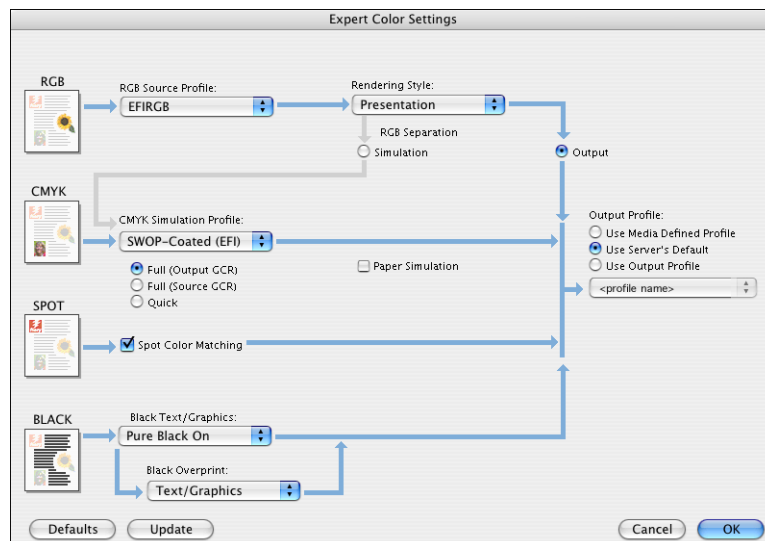 Expert Color Settings
RGB
RGB Source Profile:
EFIRGB
Rendering Style:
Presentation
RGB Separation
Simulation
Output
CMYK
CMYK Simulation Profile:
SWOP-Coated (EFI)
Full (Output GCR)
Full (Source GCR)
Quick
Paper Simulation
Output Profile:
Use Media Defined Profile
Use Server's Default
Use Output Profile
<profile name>
SPOT
Spot Color Matching
BLACK
Black Text/Graphics:
Pure Black On
Black Overprint:
Text/Graphics
Defaults
Update
Cancel
OK